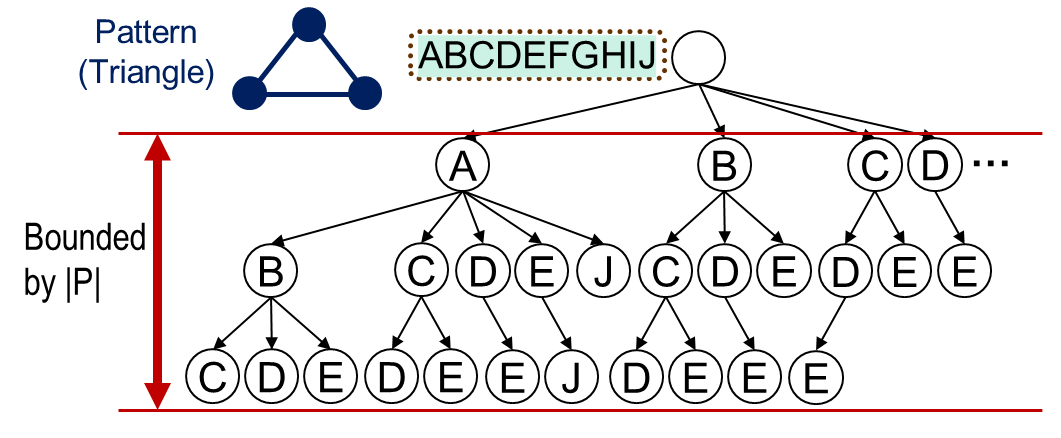 Pattern
(Triangle)
ABCDEFGHIJ
A B C D ...
Bounded
by |P|
B C D E J C D E D E E
C D E D E E J D E E E